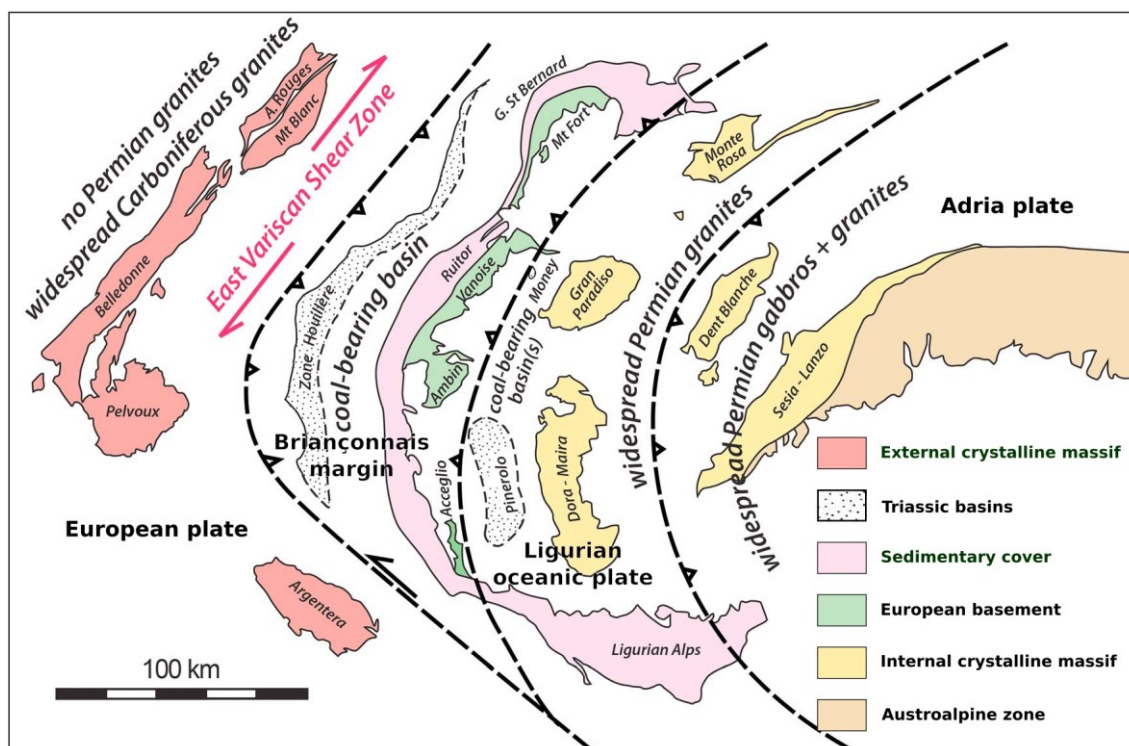 no Permian granites
widespread Carboniferous granites
East Variscan Shear Zone
A. Rouges
Mt Blanc
Belledonne
Pelvoux
Argentera
European plate
Briançonnais
margin
Zone Houillère
coal-bearing basin
G. St Bernard
Mt Fort
Ruitor
Vanoise
Ambin
Acceglio
coal-bearing
basin(s)
Money
Pinerolo
Gran
Paradiso
Dora - Maira
Ligurian
oceanic plate
Ligurian Alps
widespread Permian granites
Monte
Rosa
Dent Blanche
widespread Permian gabbros + granites
Sesia - Lanzo
Adria plate
External crystalline massif
Triassic basins
Sedimentary cover
European basement
Internal crystalline massif
Austroalpine zone
100 km